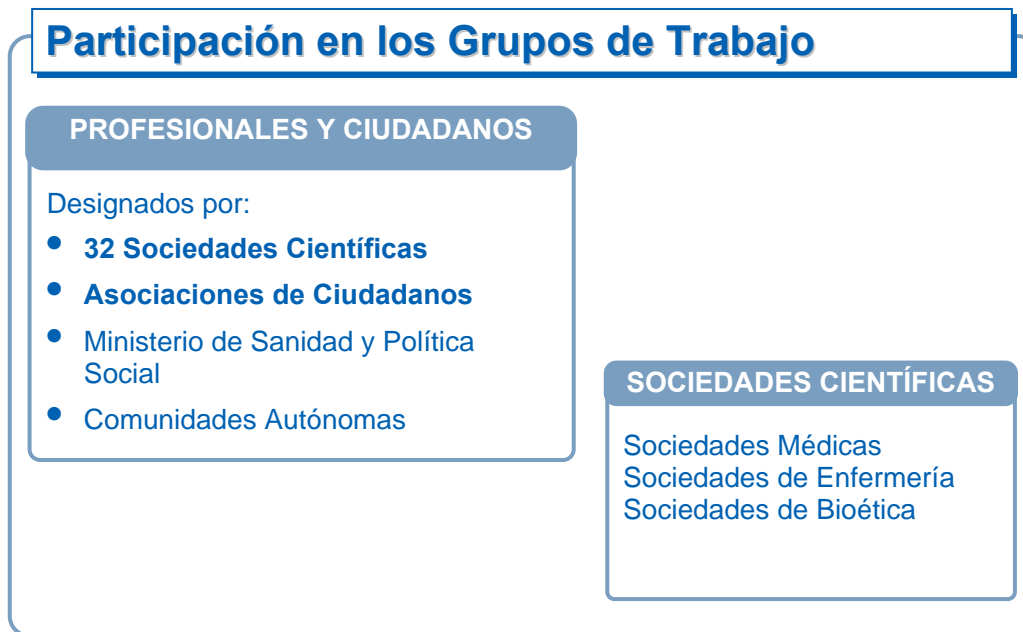 Participación en los Grupos de Trabajo
PROFESIONALES Y CIUDADANOS
Designados por:
• 32 Sociedades Científicas
• Asociaciones de Ciudadanos
• Ministerio de Sanidad y Política
Social
• Comunidades Autónomas
SOCIEDADES CIENTÍFICAS
Sociedades Médicas
Sociedades de Enfermería
Sociedades de Bioética